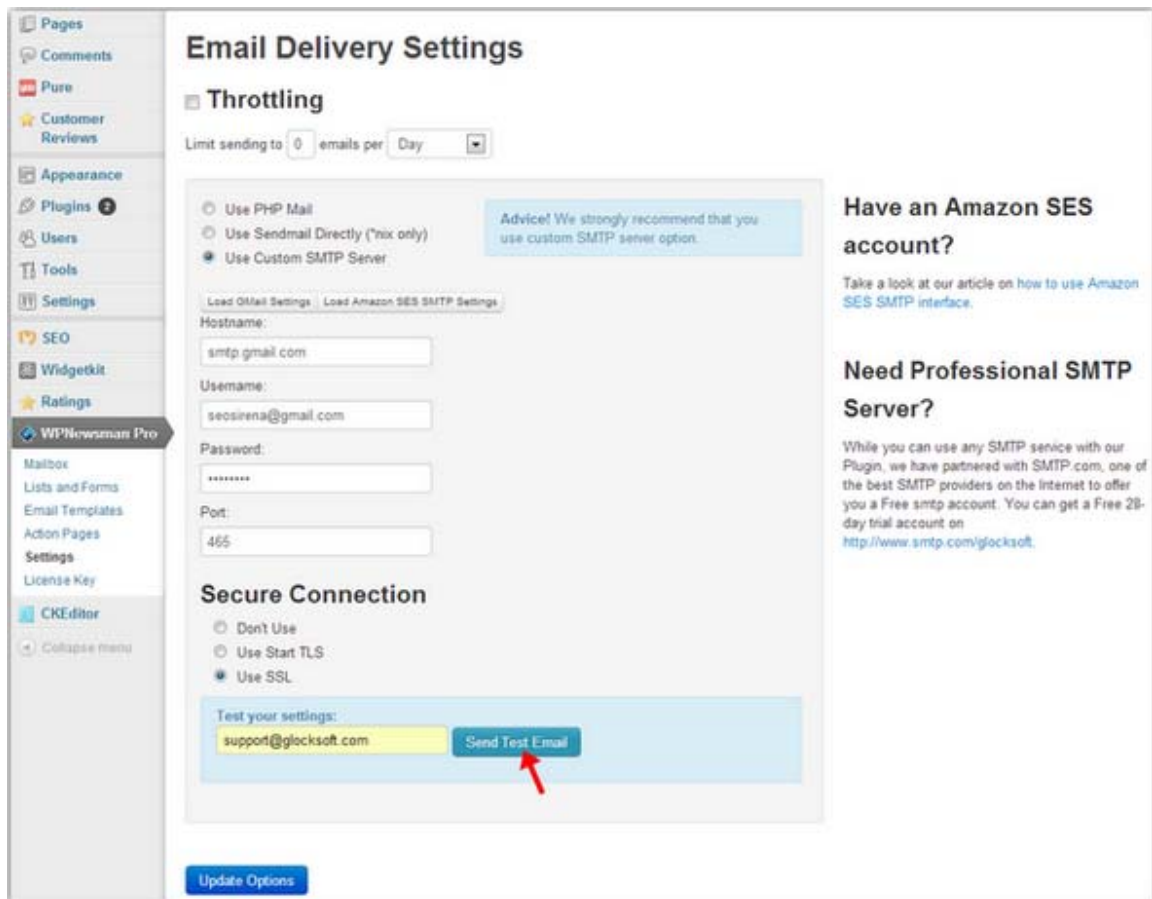 Pages
Comments
Pure
Customer
Reviews
Appearance
Plugins 2
Users
Tools
Settings
SEO
Widgetkit
Ratings
WPNewsman Pro
Mailbox
Lists and Forms
Email Templates
Action Pages
Settings
License Key
CKEditor
Collapse menu
Email Delivery Settings
Throttling
Limit sending to 0 emails per Day
Use PHP Mail
Use Sendmail Directly (*nix only)
Use Custom SMTP Server
Advice! We strongly recommend that you
use custom SMTP server option.
Load GMail Settings Load Amazon SES SMTP Settings
Hostname:
smtp.gmail.com
Username:
seosirena@gmail.com
Password:
••••••••
Port:
465
Secure Connection
Don't Use
Use Start TLS
Use SSL
Test your settings:
support@glocksoft.com Send Test Email
Update Options
Have an Amazon SES
account?
Take a look at our article on how to use Amazon
SES SMTP interface.
Need Professional SMTP
Server?
While you can use any SMTP service with our
Plugin, we have partnered with SMTP.com, one of
the best SMTP providers on the Internet to offer
you a Free smtp account. You can get a Free 28-
day trial account on
http://www.smtp.com/glocksoft.